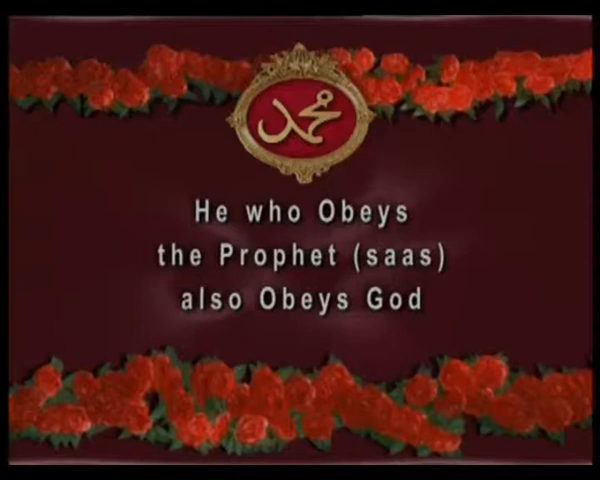 محمد
He who Obeys
the Prophet (saas)
also Obeys God